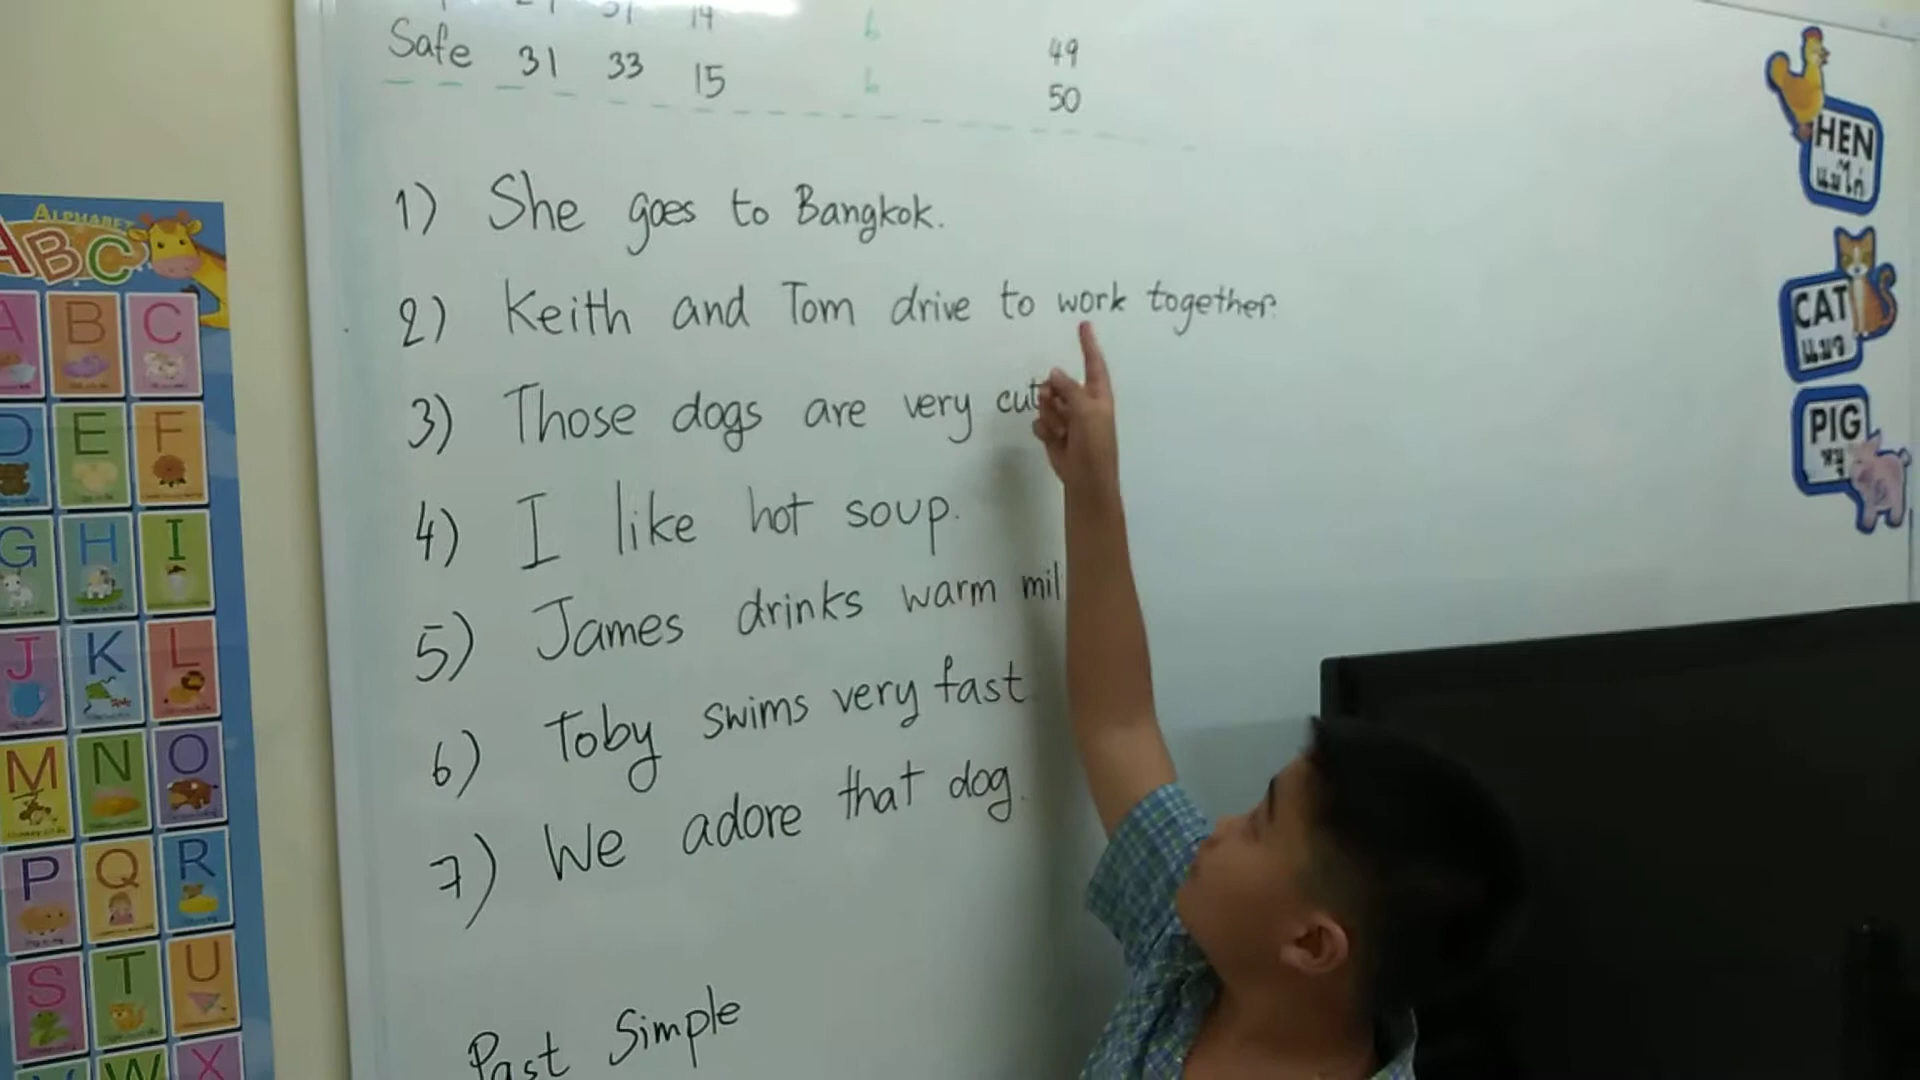 Safe 31 33 15 49
50
1) She goes to Bangkok.
2) Keith and Tom drive to work together.
3) Those dogs are very
4) I like hot soup.
5) James drinks warm
6) Toby swims very fast
7) We adore that dog.
Past Simple
ALPHABET
ABC
A B C
D E F
G H I
J K L
M N O
P Q R
S T U
V W X
HEN
แม่ไก่
CAT
แมว
PIG
หมู